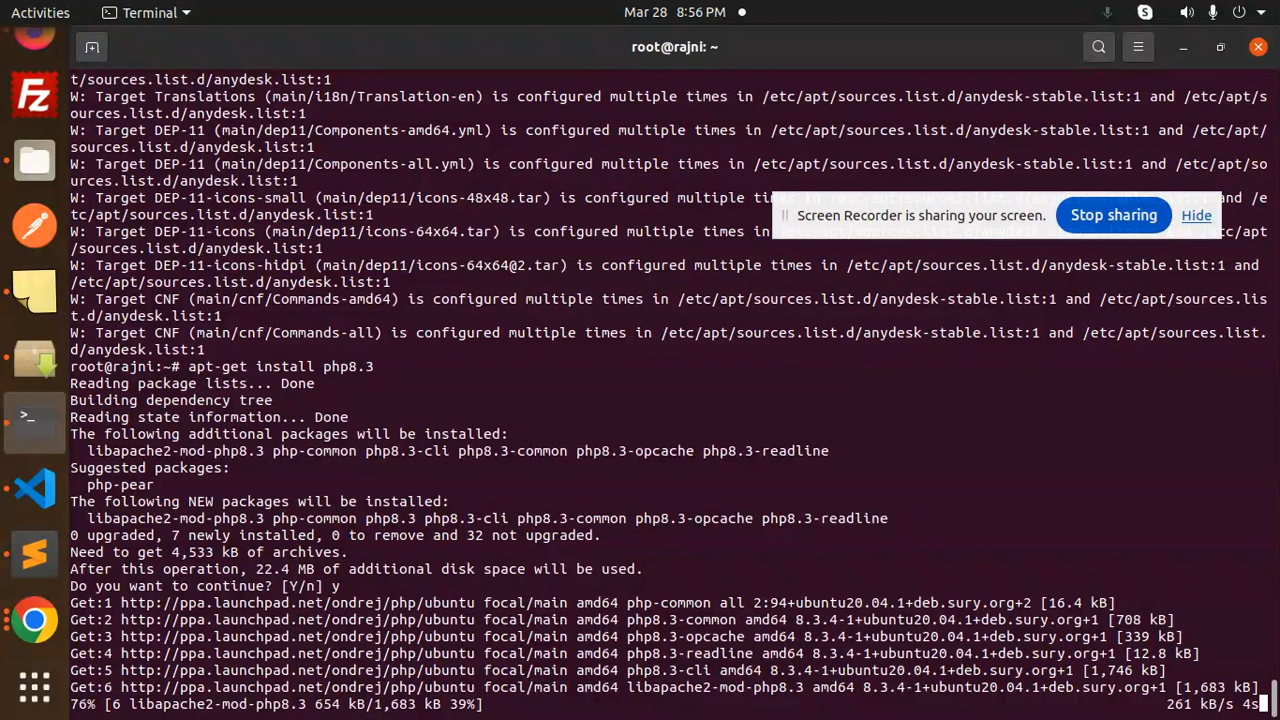 Activities
Terminal
Mar 28 8:56 PM
root@rajni: ~
t/sources.list.d/anydesk.list:1
W: Target Translations (main/i18n/Translation-en) is configured multiple times in /etc/apt/sources.list.d/anydesk-stable.list:1 and /etc/apt/s
ources.list.d/anydesk.list:1
W: Target DEP-11 (main/dep11/Components-amd64.yml) is configured multiple times in /etc/apt/sources.list.d/anydesk-stable.list:1 and /etc/apt/
sources.list.d/anydesk.list:1
W: Target DEP-11 (main/dep11/Components-all.yml) is configured multiple times in /etc/apt/sources.list.d/anydesk-stable.list:1 and /etc/apt/so
urces.list.d/anydesk.list:1
W: Target DEP-11-icons-small (main/dep11/icons-48x48.tar) is configured multiple times in and /e
tc/apt/sources.list.d/anydesk.list:1
Screen Recorder is sharing your screen.
Stop sharing
Hide
W: Target DEP-11-icons (main/dep11/icons-64x64.tar) is configured multiple times in /apt
/sources.list.d/anydesk.list:1
W: Target DEP-11-icons-hidpi (main/dep11/icons-64x64@2.tar) is configured multiple times in /etc/apt/sources.list.d/anydesk-stable.list:1 and
/etc/apt/sources.list.d/anydesk.list:1
W: Target CNF (main/cnf/Commands-amd64) is configured multiple times in /etc/apt/sources.list.d/anydesk-stable.list:1 and /etc/apt/sources.lis
t.d/anydesk.list:1
W: Target CNF (main/cnf/Commands-all) is configured multiple times in /etc/apt/sources.list.d/anydesk-stable.list:1 and /etc/apt/sources.list.
d/anydesk.list:1
root@rajni:~# apt-get install php8.3
Reading package lists... Done
Building dependency tree
Reading state information... Done
The following additional packages will be installed:
libapache2-mod-php8.3 php-common php8.3-cli php8.3-common php8.3-opcache php8.3-readline
Suggested packages:
php-pear
The following NEW packages will be installed:
libapache2-mod-php8.3 php-common php8.3 php8.3-cli php8.3-common php8.3-opcache php8.3-readline
0 upgraded, 7 newly installed, 0 to remove and 32 not upgraded.
Need to get 4,533 kB of archives.
After this operation, 22.4 MB of additional disk space will be used.
Do you want to continue? [Y/n] y
Get:1 http://ppa.launchpad.net/ondrej/php/ubuntu focal/main amd64 php-common all 2:94+ubuntu20.04.1+deb.sury.org+2 [16.4 kB]
Get:2 http://ppa.launchpad.net/ondrej/php/ubuntu focal/main amd64 php8.3-common amd64 8.3.4-1+ubuntu20.04.1+deb.sury.org+1 [708 kB]
Get:3 http://ppa.launchpad.net/ondrej/php/ubuntu focal/main amd64 php8.3-opcache amd64 8.3.4-1+ubuntu20.04.1+deb.sury.org+1 [339 kB]
Get:4 http://ppa.launchpad.net/ondrej/php/ubuntu focal/main amd64 php8.3-readline amd64 8.3.4-1+ubuntu20.04.1+deb.sury.org+1 [12.8 kB]
Get:5 http://ppa.launchpad.net/ondrej/php/ubuntu focal/main amd64 php8.3-cli amd64 8.3.4-1+ubuntu20.04.1+deb.sury.org+1 [1,746 kB]
Get:6 http://ppa.launchpad.net/ondrej/php/ubuntu focal/main amd64 libapache2-mod-php8.3 amd64 8.3.4-1+ubuntu20.04.1+deb.sury.org+1 [1,683 kB]
76% [6 libapache2-mod-php8.3 654 kB/1,683 kB 39%] 261 kB/s 4s